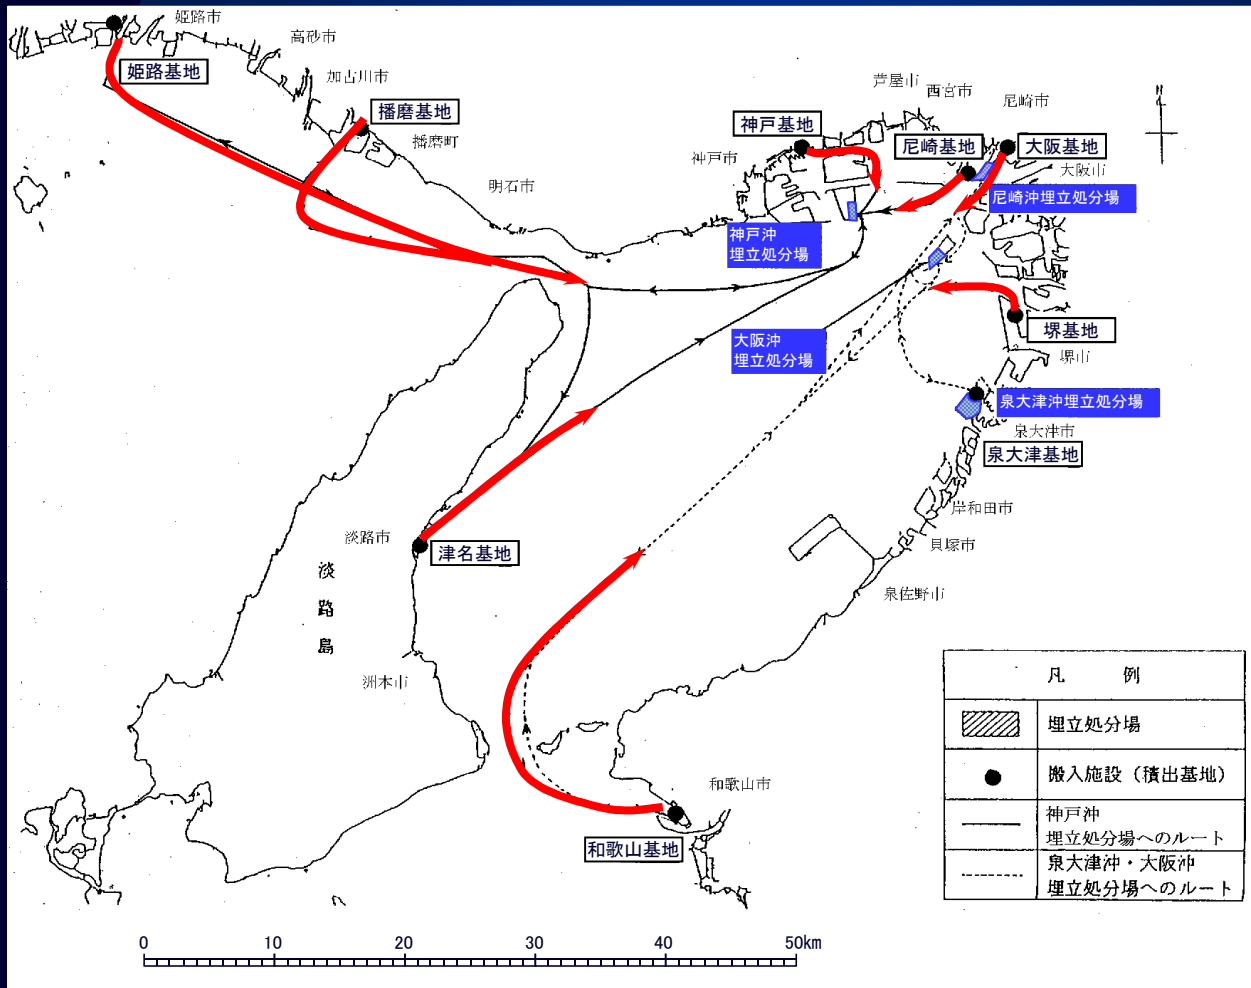 姫路市
高砂市
姫路基地
加古川市
播磨基地
播磨町
明石市
芦屋市
西宮市
尼崎市
神戸基地
尼崎基地
大阪基地
神戸市
大阪市
尼崎沖埋立処分場
神戸沖
埋立処分場
N
大阪沖
埋立処分場
堺基地
堺市
泉大津沖埋立処分場
泉大津市
泉大津基地
岸和田市
貝塚市
泉佐野市
淡路市
津名基地
淡路島
洲本市
和歌山市
和歌山基地
凡 例
埋立処分場
搬入施設（積出基地）
神戸沖
埋立処分場へのルート
泉大津沖・大阪沖
埋立処分場へのルート
0 10 20 30 40 50km